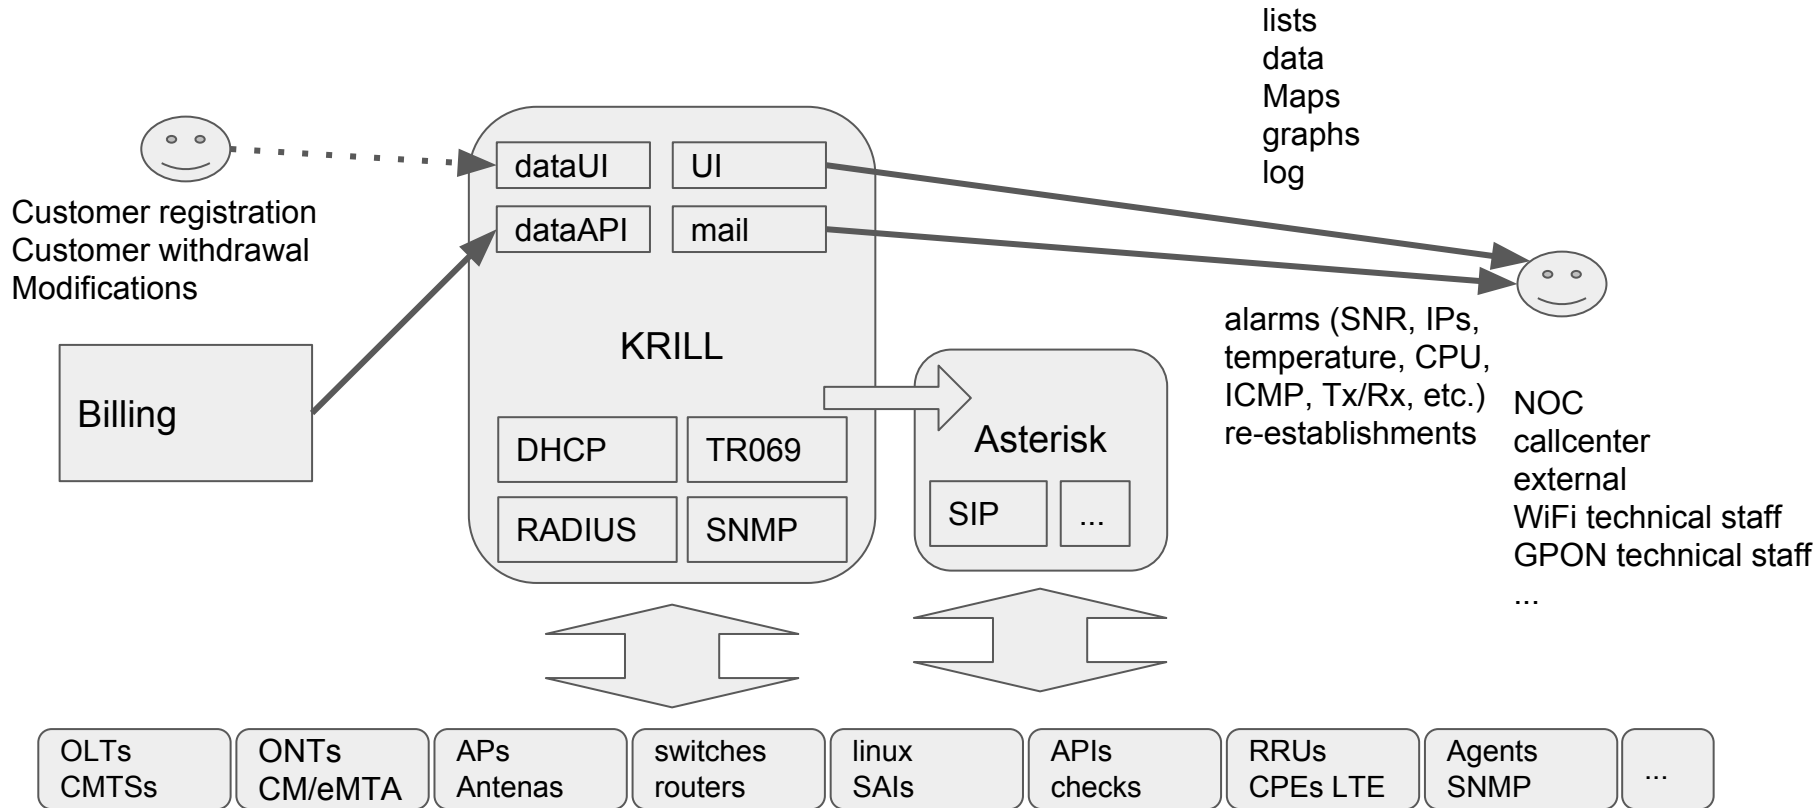 lists
data
Maps
graphs
log
Customer registration
Customer withdrawal
Modifications
Billing
dataUI
UI
dataAPI
mail
KRILL
DHCP
TR069
RADIUS
SNMP
Asterisk
SIP
...
alarms (SNR, IPs,
temperature, CPU,
ICMP, Tx/Rx, etc.)
re-establishments
NOC
callcenter
external
WiFi technical staff
GPON technical staff
...
OLTs
CMTSs
ONTs
CM/eMTA
APs
Antenas
switches
routers
linux
SAIs
APIs
checks
RRUs
CPEs LTE
Agents
SNMP
...